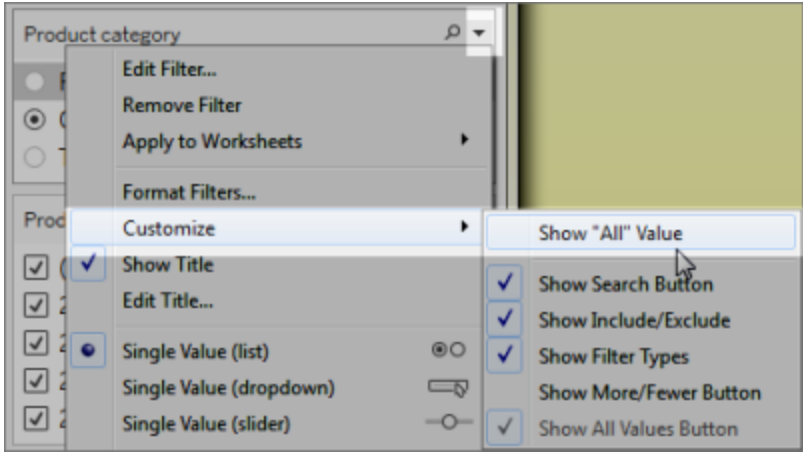 Product category
Edit Filter...
Remove Filter
Apply to Worksheets
Format Filters...
Customize
Show Title
Edit Title...
Single Value (list)
Single Value (dropdown)
Single Value (slider)
Show "All" Value
Show Search Button
Show Include/Exclude
Show Filter Types
Show More/Fewer Button
Show All Values Button